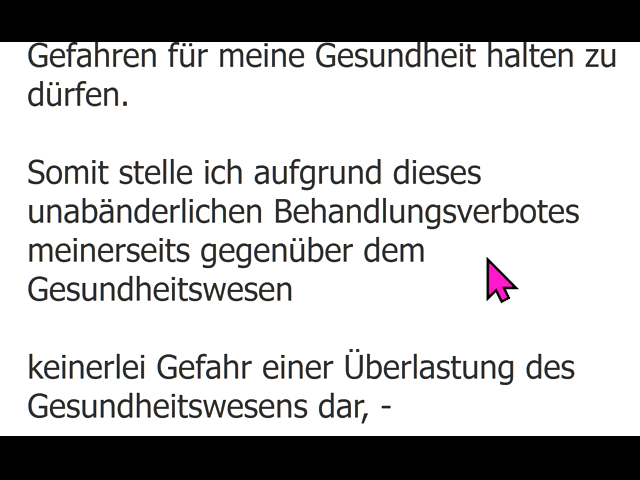 Gefahren für meine Gesundheit halten zu
dürfen.
Somit stelle ich aufgrund dieses
unabänderlichen Behandlungsverbotes
meinerseits gegenüber dem
Gesundheitswesen
keinerlei Gefahr einer Überlastung des
Gesundheitswesens dar, -